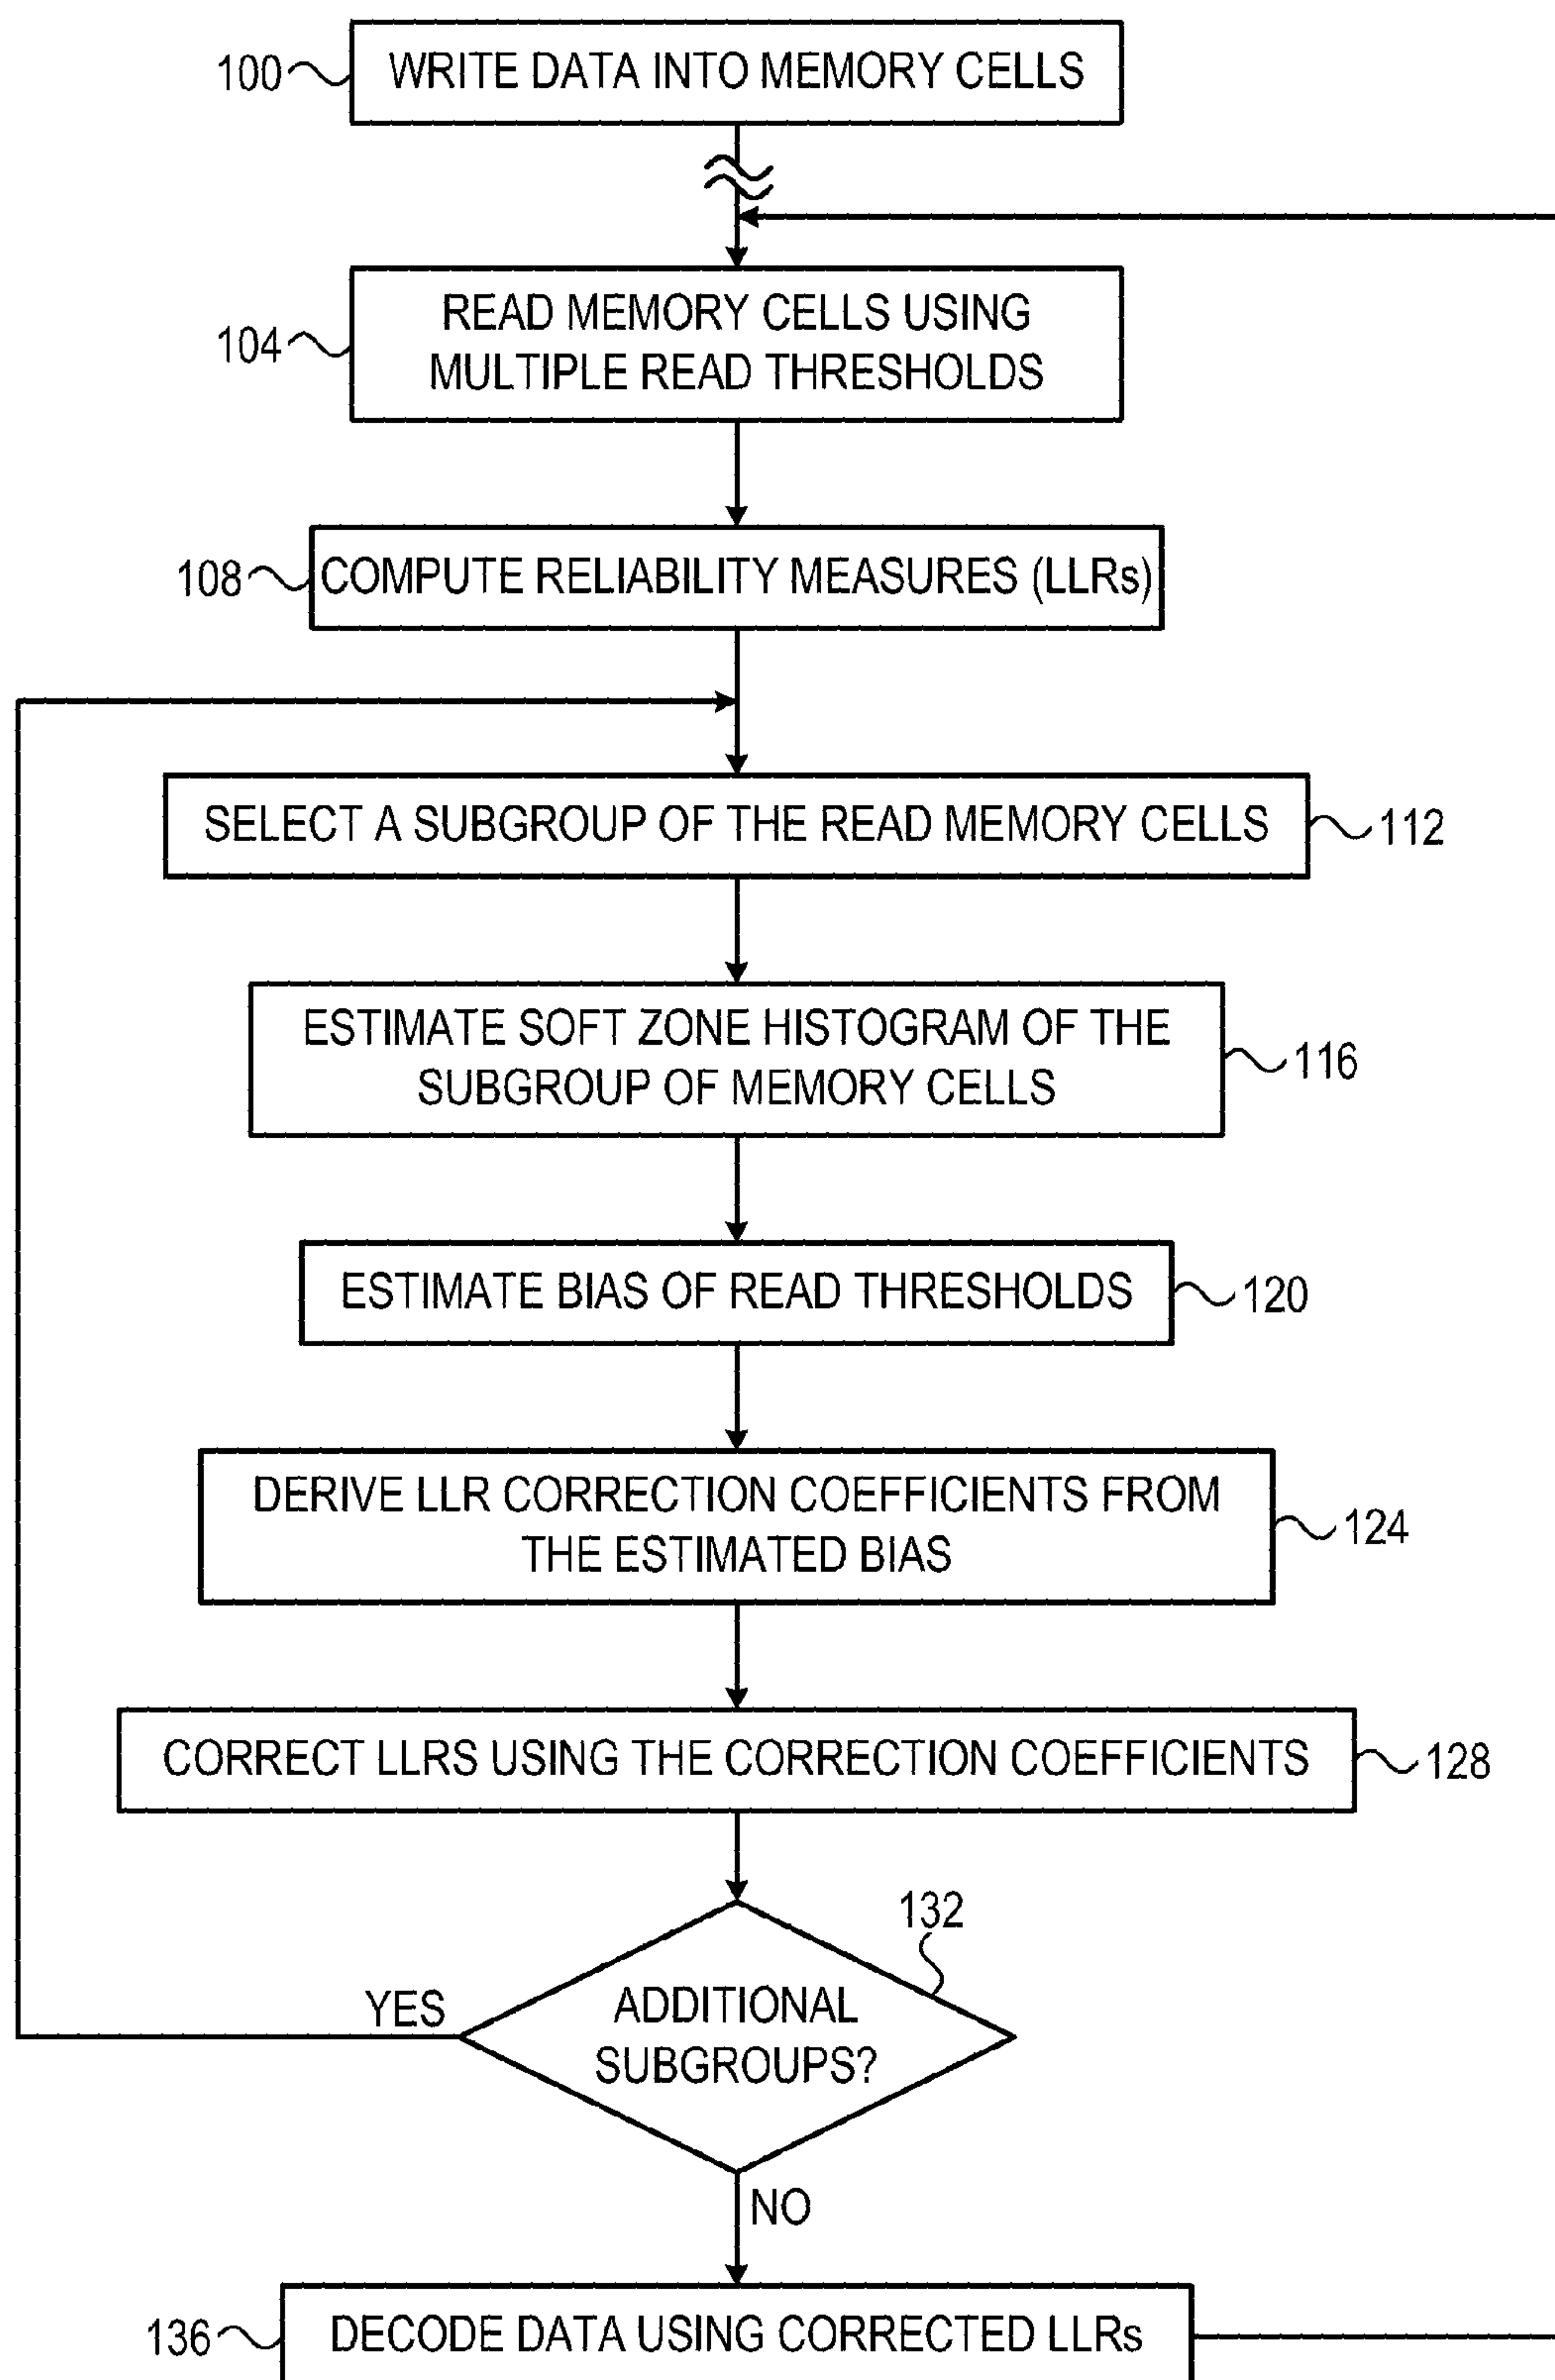 100
WRITE DATA INTO MEMORY CELLS
104
READ MEMORY CELLS USING
MULTIPLE READ THRESHOLDS
108
COMPUTE RELIABILITY MEASURES (LLRs)
SELECT A SUBGROUP OF THE READ MEMORY CELLS
112
ESTIMATE SOFT ZONE HISTOGRAM OF THE
SUBGROUP OF MEMORY CELLS
116
ESTIMATE BIAS OF READ THRESHOLDS
120
DERIVE LLR CORRECTION COEFFICIENTS FROM
THE ESTIMATED BIAS
124
CORRECT LLRS USING THE CORRECTION COEFFICIENTS
128
132
ADDITIONAL
SUBGROUPS?
YES
NO
136
DECODE DATA USING CORRECTED LLRs